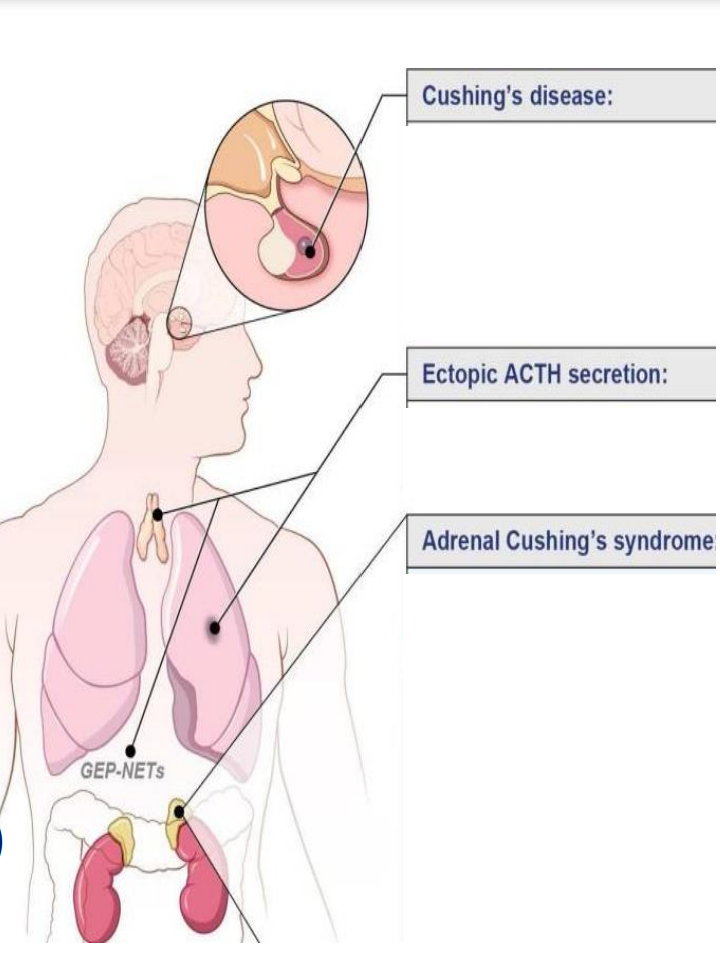 Cushing’s disease:
Ectopic ACTH secretion:
Adrenal Cushing’s syndrome:
GEP-NETs